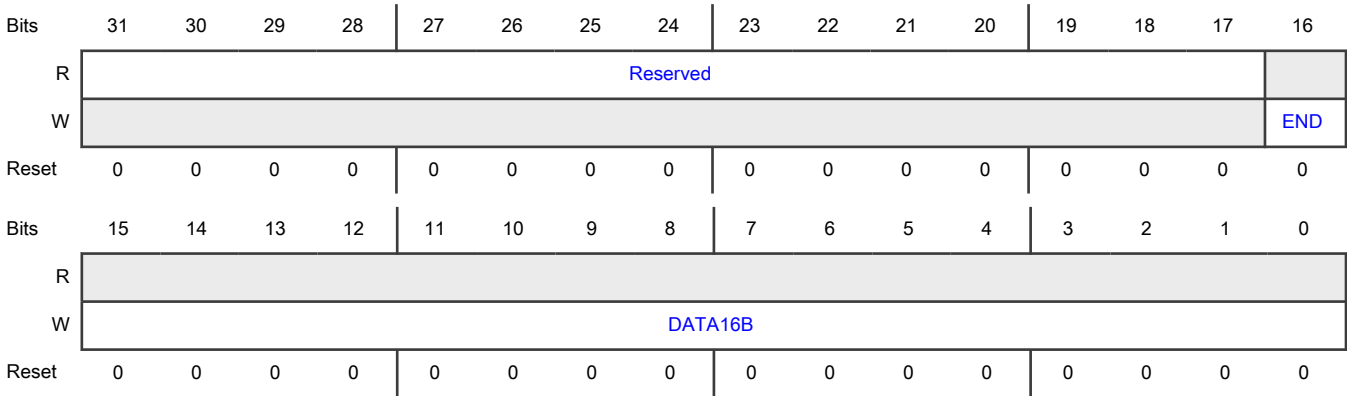 Bits 31 30 29 28 27 26 25 24 23 22 21 20 19 18 17 16
R Reserved
W END
Reset 0 0 0 0 0 0 0 0 0 0 0 0 0 0 0 0
Bits 15 14 13 12 11 10 9 8 7 6 5 4 3 2 1 0
R
W DATA16B
Reset 0 0 0 0 0 0 0 0 0 0 0 0 0 0 0 0